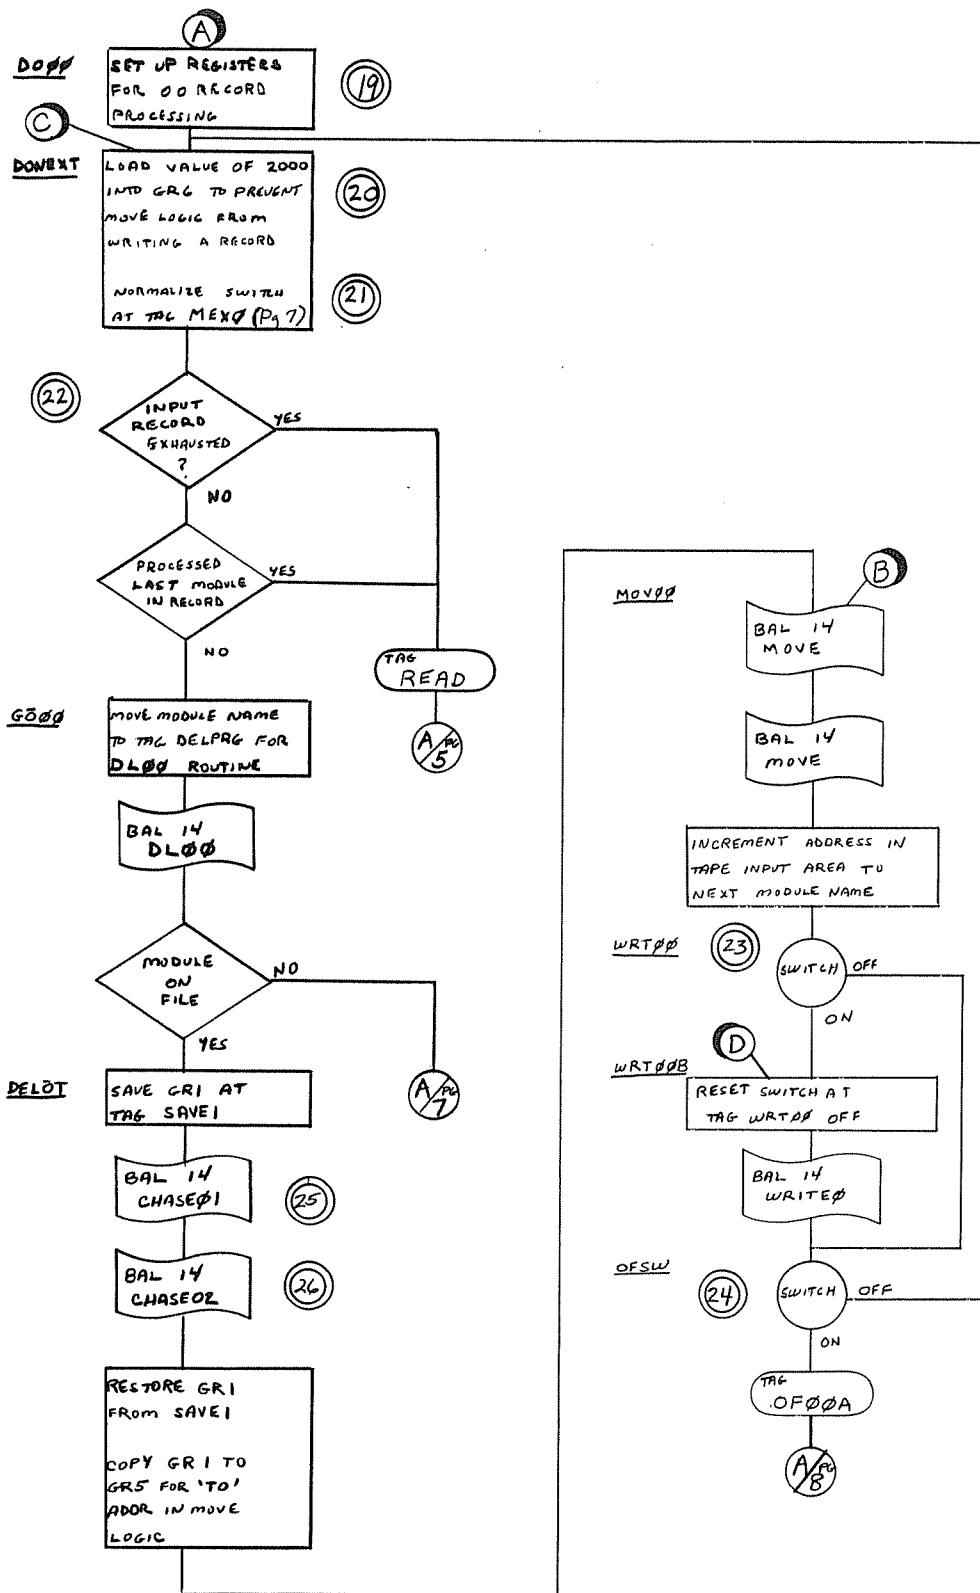 A
DOØØ
SET UP REGISTERS
FOR 00 RECORD
PROCESSING
19
C
DONEXT
LOAD VALUE OF 2000
INTO GR6 TO PREVENT
MOVE LOGIC FROM
WRITING A RECORD
20
NORMALIZE SWITCH
AT TAG MEXØ (Pg 7)
21
22
INPUT
RECORD
EXHAUSTED
?
YES
NO
PROCESSED
LAST MODULE
IN RECORD
YES
NO
TAG
READ
A/PG
5
GŌØØ
MOVE MODULE NAME
TO TAG DELPRG FOR
DLØØ ROUTINE
BAL 14
DLØØ
MODULE
ON
FILE
NO
YES
A/PG
7
DELŌT
SAVE GR1 AT
TAG SAVE1
BAL 14
CHASEØ1
25
BAL 14
CHASE02
26
RESTORE GR1
FROM SAVE1
COPY GR1 TO
GR5 FOR 'TO'
ADDR IN MOVE
LOGIC
MOVØØ
B
BAL 14
MOVE
BAL 14
MOVE
INCREMENT ADDRESS IN
TAPE INPUT AREA TO
NEXT MODULE NAME
WRTØØ
23
SWITCH
OFF
ON
D
WRTØØB
RESET SWITCH AT
TAG WRTØØ OFF
BAL 14
WRITEØ
OFSW
24
SWITCH
OFF
ON
TAG
.OFØØA
A/PG
8